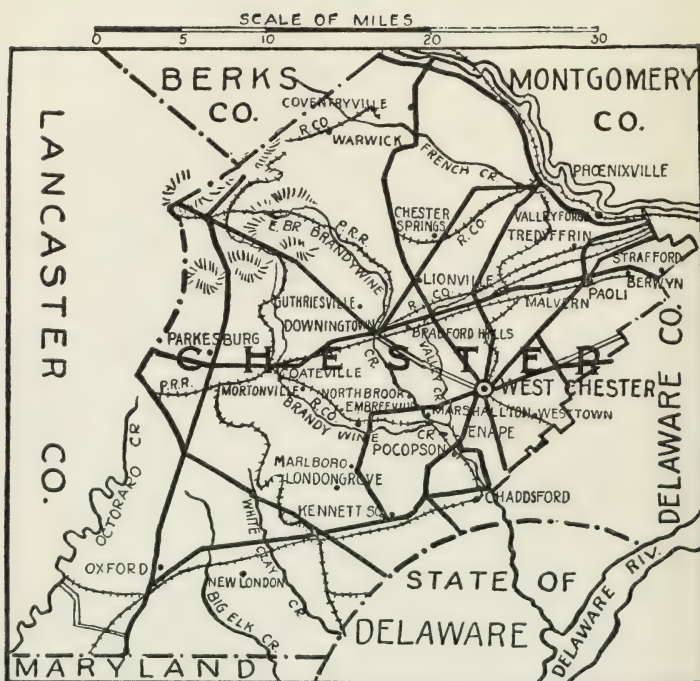 SCALE OF MILES
0 5 10 20 30
BERKS
CO.
MONTGOMERY
CO.
LANCASTER CO.
COVENTRYVILLE
R.CO
WARWICK
FRENCH CR.
PHOENIXVILLE
CHESTER
SPRINGS
R.CO.
VALLEYFORGE
TREDYFFRIN
E. BR BRANDYWINE
P.R.R.
STRAFFORD
BERWYN
LIONVILLE
R. CO.
MALVERN
PAOLI
GUTHRIESVILLE
DOWNINGTOWN
BRADFORD HILLS
PARKESBURG
CHESTER
COATEVILLE
CR.
VALLEY CR.
P.R.R.
MORTONVILLE
NORTHBROOK
WEST CHESTER
R.CO
EMBREEVILLE
MARSHALLTON
WESTTOWN
BRANDY WINE CR
LENAPE
POCOPSON
MARLBORO
LONDONGROVE
CHADDSFORD
KENNETT SQ.
OCTORARO CR
WHITE CLAY CR
OXFORD
NEW LONDON
BIG ELK CR.
STATE OF
DELAWARE
DELAWARE CO.
DELAWARE RIV.
MARYLAND